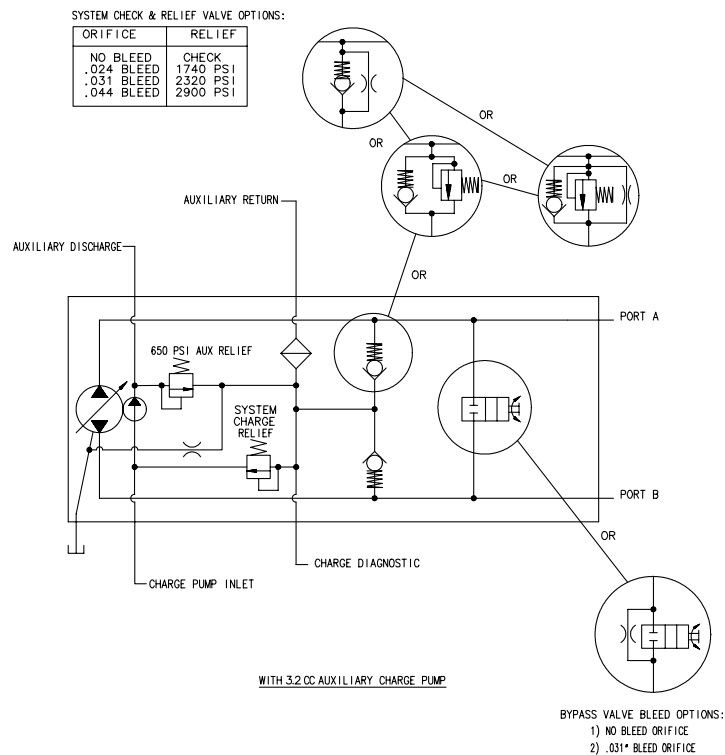 SYSTEM CHECK & RELIEF VALVE OPTIONS:
ORIFICE RELIEF
NO BLEED CHECK
.024 BLEED 1740 PSI
.031 BLEED 2320 PSI
.044 BLEED 2900 PSI
OR
OR
OR
AUXILIARY RETURN
AUXILIARY DISCHARGE
OR
PORT A
650 PSI AUX RELIEF
SYSTEM
CHARGE
RELIEF
PORT B
OR
CHARGE DIAGNOSTIC
CHARGE PUMP INLET
WITH 3.2 CC AUXILIARY CHARGE PUMP
BYPASS VALVE BLEED OPTIONS:
1) NO BLEED ORIFICE
2) .031" BLEED ORIFICE